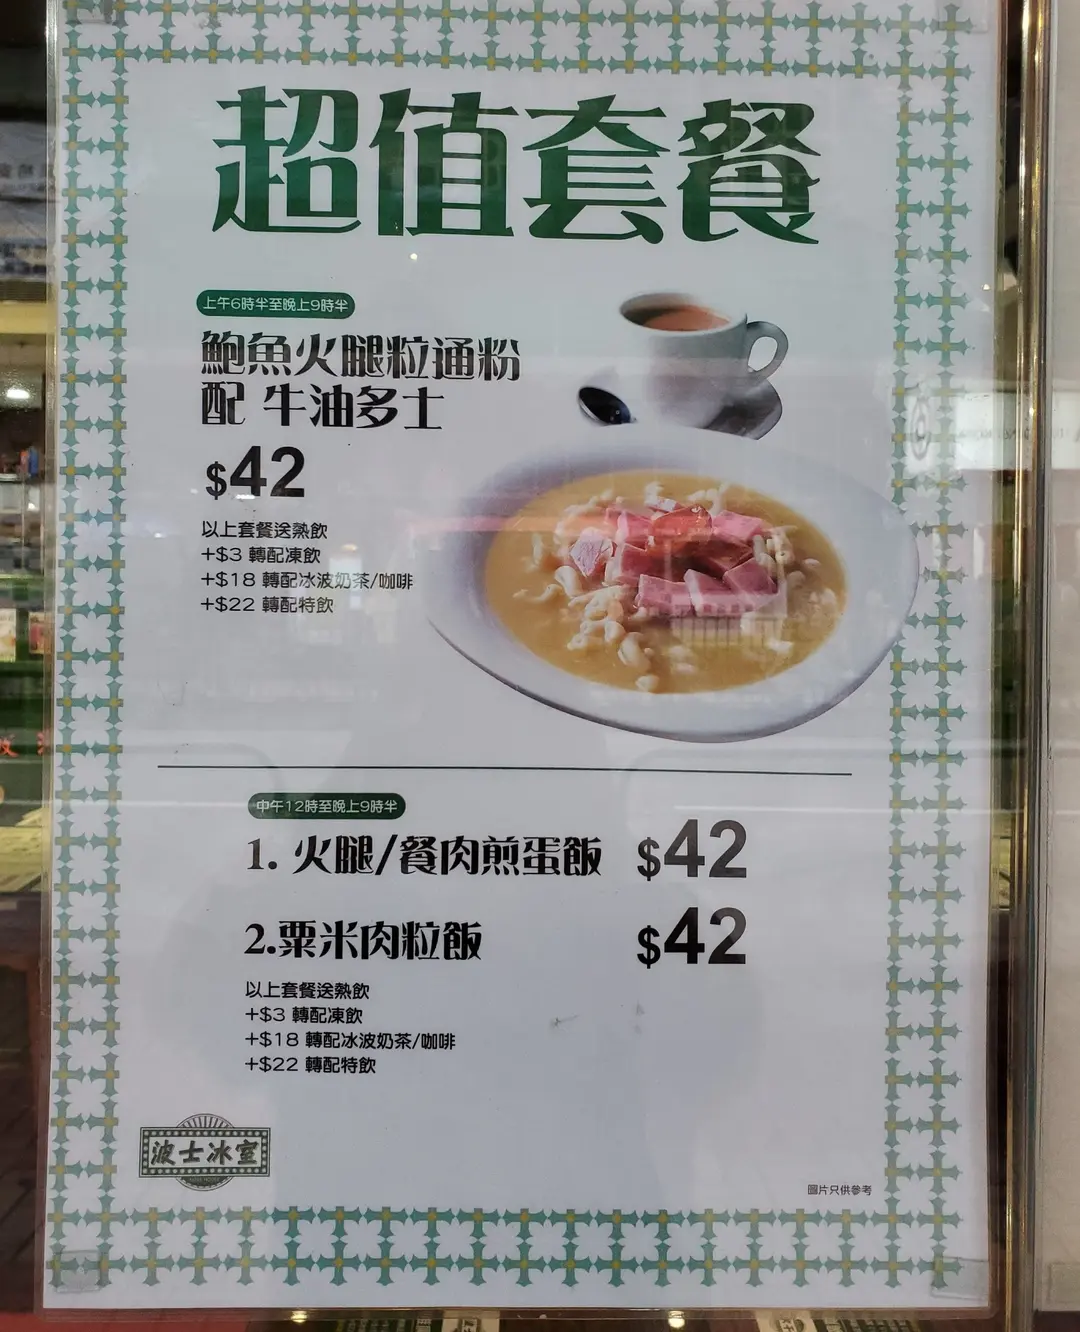 超值套餐
上午6時半至晚上9時半
鮑魚火腿粒通粉
配 牛油多士
$42
以上套餐送熱飲
+$3 轉配凍飲
+$18 轉配冰波奶茶/咖啡
+$22 轉配特飲
中午12時至晚上9時半
1. 火腿/餐肉煎蛋飯 $42
2.粟米肉粒飯 $42
以上套餐送熱飲
+$3 轉配凍飲
+$18 轉配冰波奶茶/咖啡
+$22 轉配特飲
波士冰室
圖片只供參考